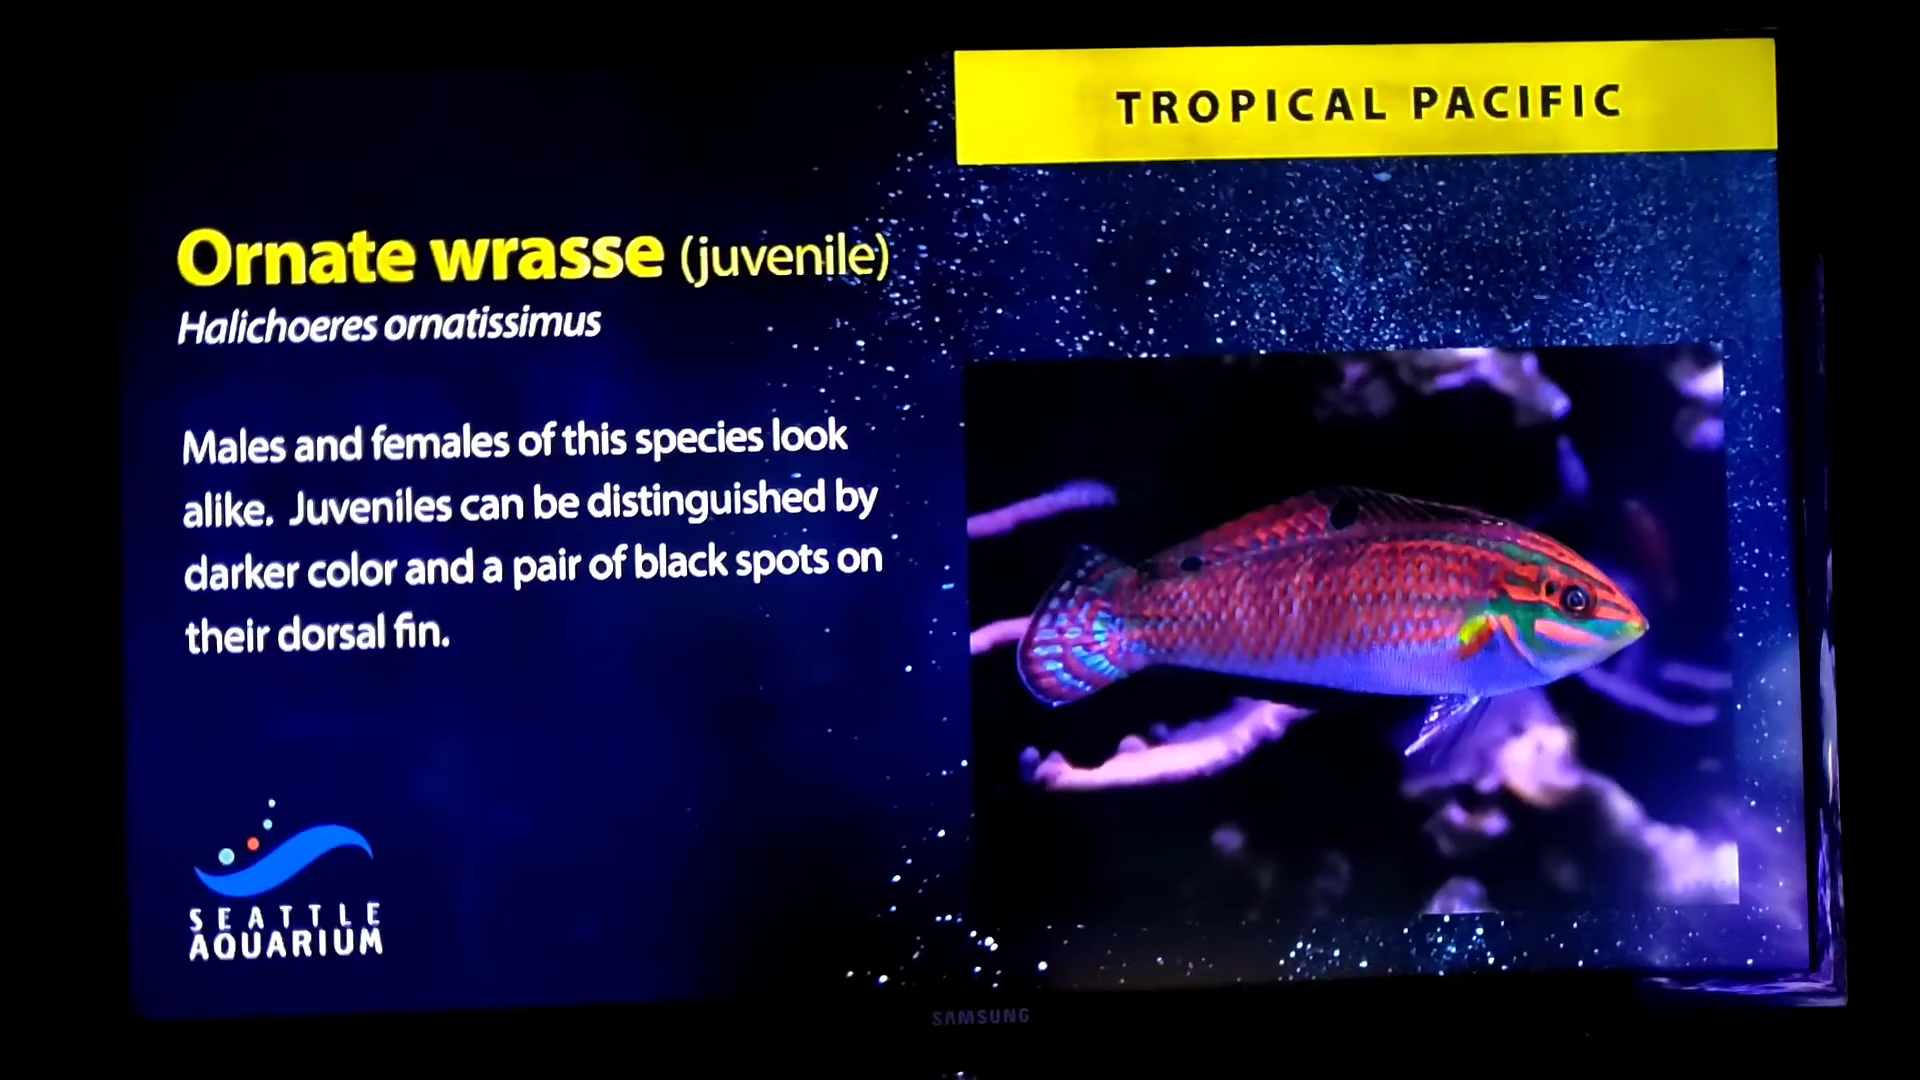 TROPICAL PACIFIC
Ornate wrasse (juvenile)
Halichoeres ornatissimus
Males and females of this species look
alike. Juveniles can be distinguished by
darker color and a pair of black spots on
their dorsal fin.
SEATTLE
AQUARIUM
SAMSUNG